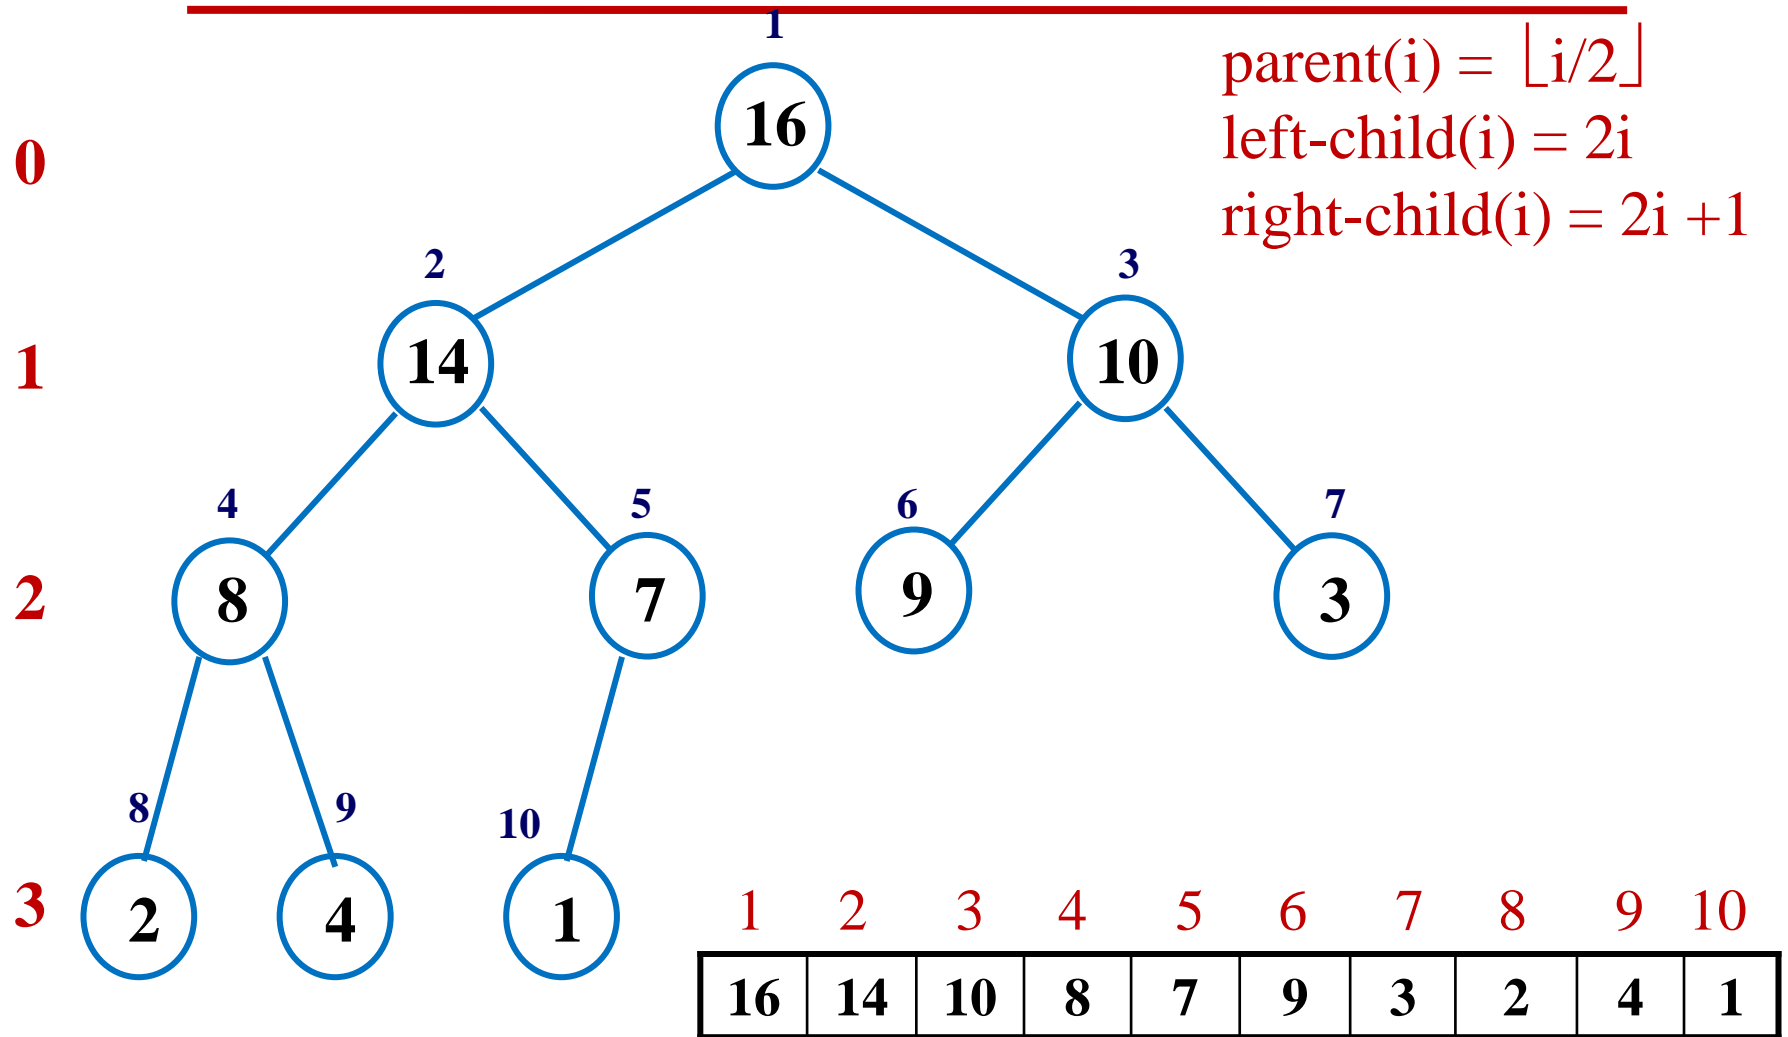 1
parent(i) = ⌊i/2⌋
16
left-child(i) = 2i
0
right-child(i) = 2i +1
2 3
1 14 10
4 5 6 7
2 8 7 9 3
8 9 10
3 2 4 1
1 2 3 4 5 6 7 8 9 10
16 14 10 8 7 9 3 2 4 1